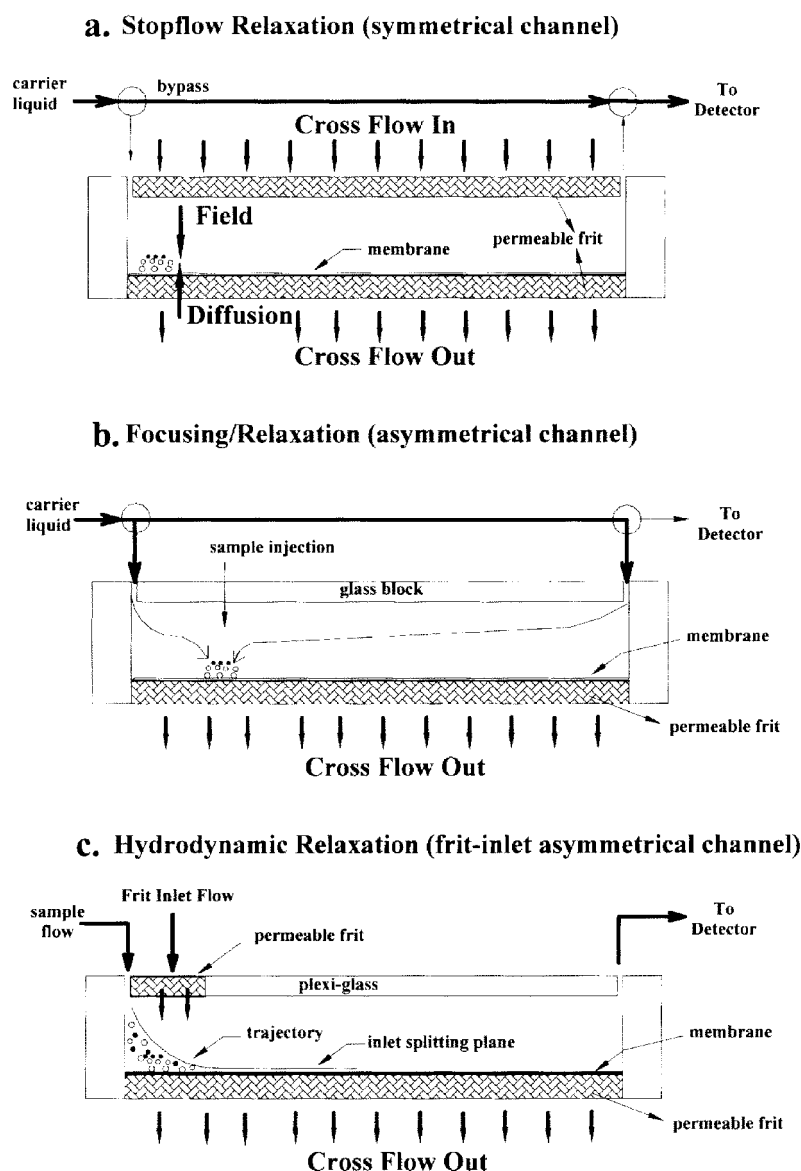 a. Stopflow Relaxation (symmetrical channel)
carrier
liquid
bypass
To
Detector
Cross Flow In
Field
membrane
permeable frit
Diffusion
Cross Flow Out
b. Focusing/Relaxation (asymmetrical channel)
carrier
liquid
To
Detector
sample injection
glass block
membrane
permeable frit
Cross Flow Out
c. Hydrodynamic Relaxation (frit-inlet asymmetrical channel)
Frit Inlet Flow
sample
flow
To
Detector
permeable frit
plexi-glass
trajectory
inlet splitting plane
membrane
permeable frit
Cross Flow Out